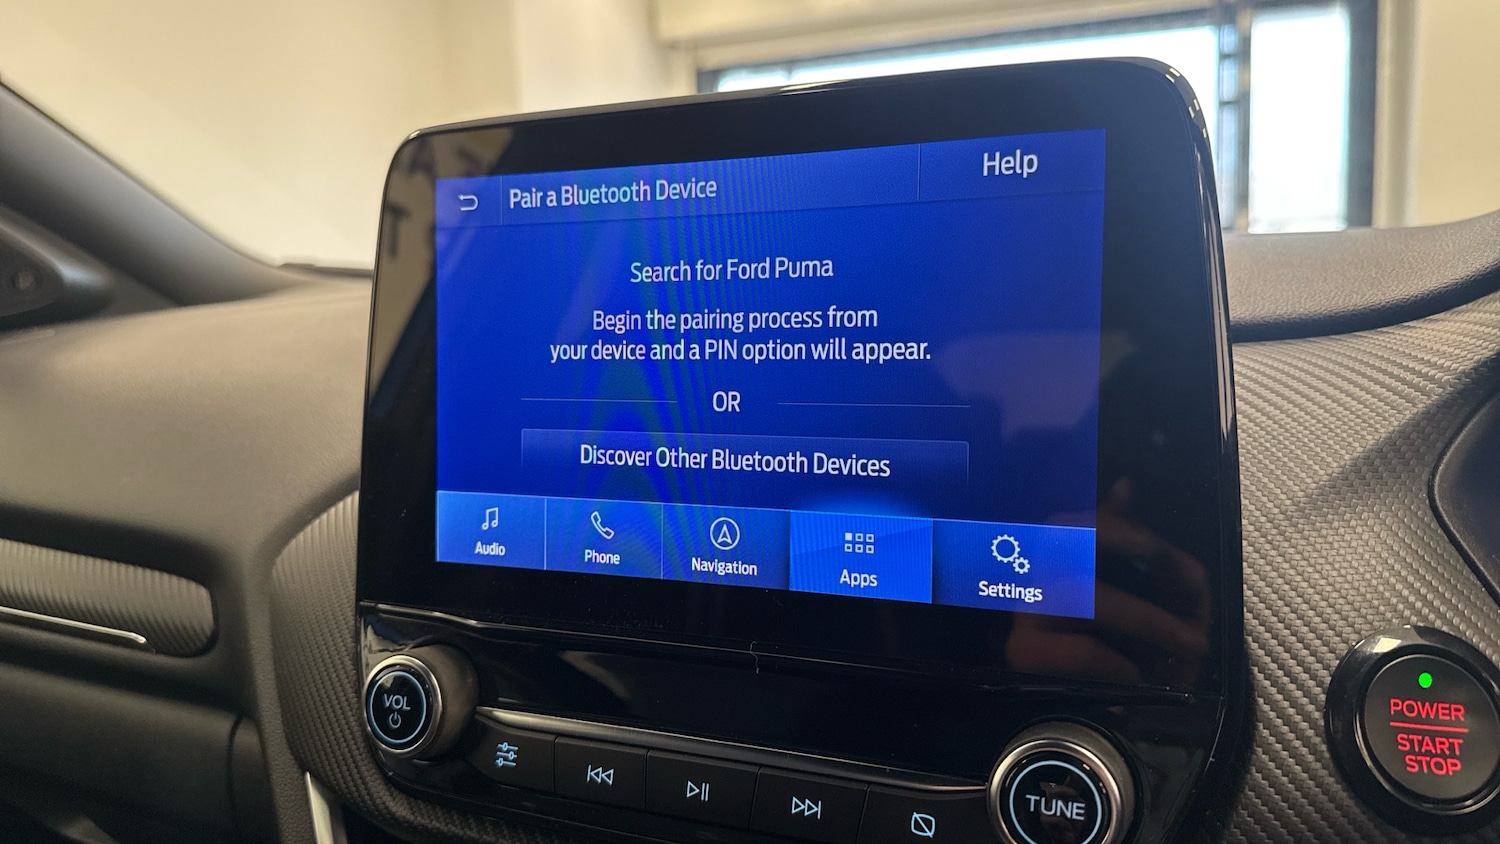 Pair a Bluetooth Device
Help
Search for Ford Puma
Begin the pairing process from
your device and a PIN option will appear.
OR
Discover Other Bluetooth Devices
Audio
Phone
Navigation
Apps
Settings
VOL
TUNE
POWER
START
STOP